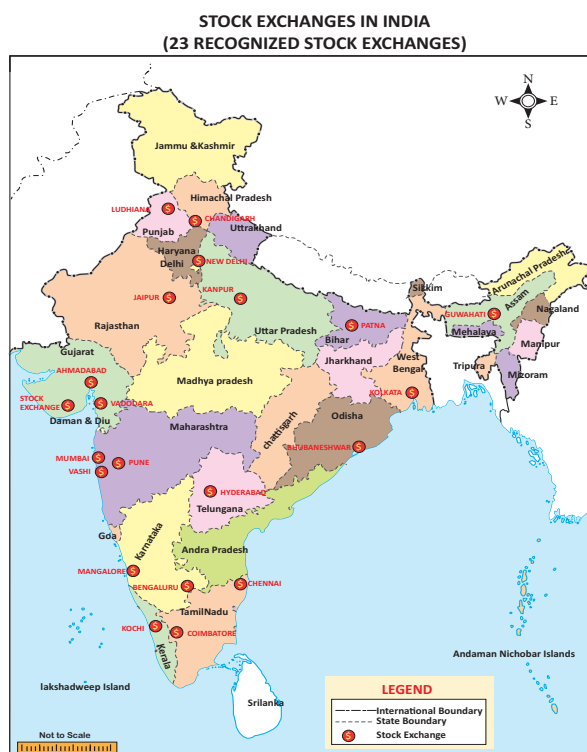 STOCK EXCHANGES IN INDIA
(23 RECOGNIZED STOCK EXCHANGES)
N
W E
S
Jammu &Kashmir
Himachal Pradesh
LUDHIANA
CHANDIGARH
Punjab
Uttrakhand
Haryana
Delhi
NEW DELHI
Arunachal Pradeshe
Sikkim
Assam
KANPUR
JAIPUR
Nagaland
GUWAHATI
Rajasthan
Uttar Pradesh
PATNA
Mehalaya
Bihar
Manipur
Gujarat
Jharkhand
West
Bengal
Tripura
AHMADABAD
Madhya pradesh
Mizoram
KOLKATA
STOCK
EXCHANGE
VADODARA
Daman & Diu
Maharashtra
Odisha
chattisgarh
BHUBANESHWAR
MUMBAI
PUNE
VASHI
HYDERABAD
Telungana
Goa
Karnataka
Andra Pradesh
MANGALORE
BENGALURU
CHENNAI
TamilNadu
KOCHI
COIMBATORE
Kerala
Andaman Nichobar Islands
lakshadweep Island
Srilanka
LEGEND
International Boundary
State Boundary
$ Stock Exchange
Not to Scale